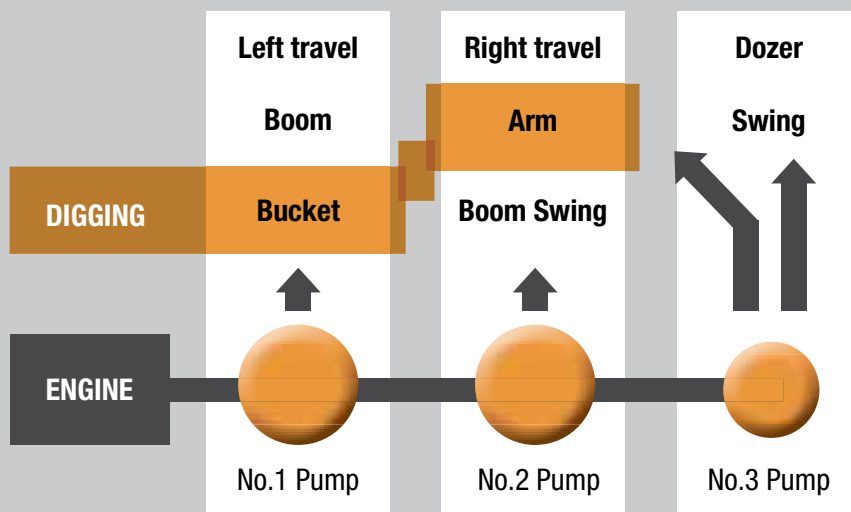 Left travel
Right travel
Dozer
Boom
Arm
Swing
DIGGING
Bucket
Boom Swing
ENGINE
No.1 Pump
No.2 Pump
No.3 Pump